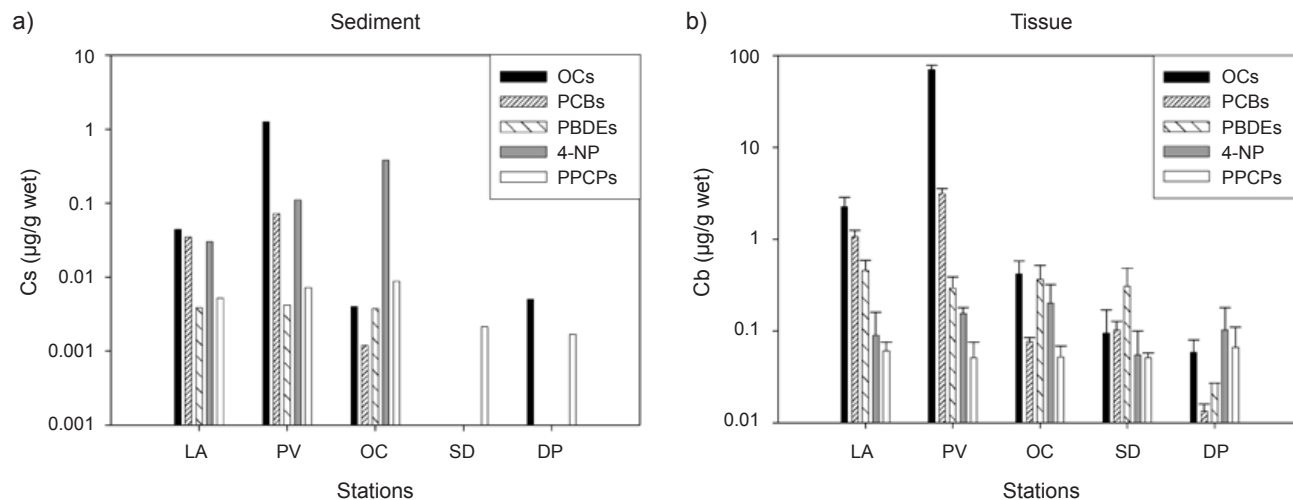 a)
Sediment
Cs (µg/g wet)
10
1
0.1
0.01
0.001
0.001
OCs
PCBs
PBDEs
4-NP
PPCPs
LA PV OC SD DP
Stations
b)
Tissue
Cb (µg/g wet)
100
10
1
0.1
0.01
OCs
PCBs
PBDEs
4-NP
PPCPs
LA PV OC SD DP
Stations